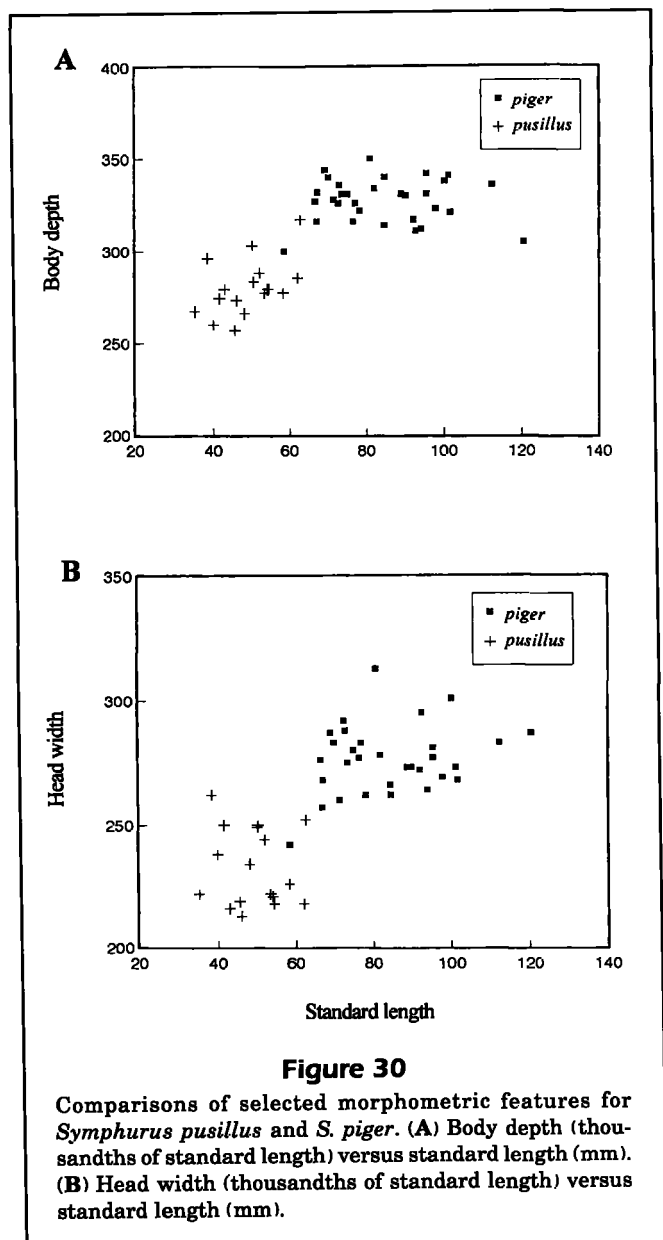 A
400
350
300
250
200
Body depth
piger
pusillus
20 40 60 80 100 120 140
B
350
300
250
200
Head width
piger
pusillus
20 40 60 80 100 120 140
Standard length
Figure 30
Comparisons of selected morphometric features for
Symphurus pusillus and S. piger. (A) Body depth (thou-
sandths of standard length) versus standard length (mm).
(B) Head width (thousandths of standard length) versus
standard length (mm).